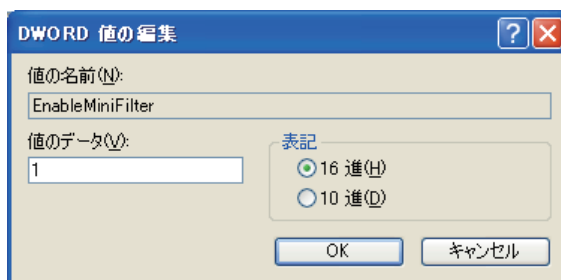 DWORD 値の編集
値の名前(N):
EnableMiniFilter
値のデータ(V):
1
表記
16 進(H)
10 進(D)
OK
キャンセル